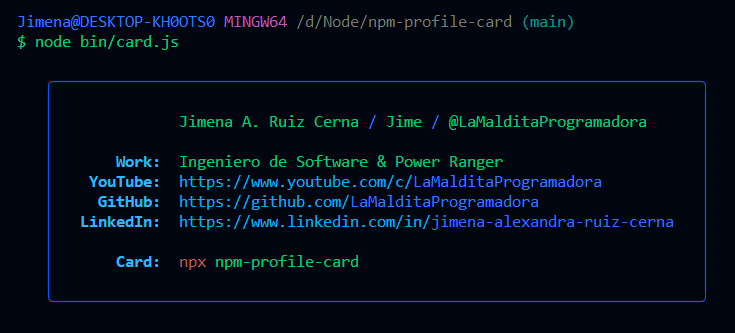 Jimena@DESKTOP-KH0OTS0 MINGW64 /d/Node/npm-profile-card (main)
$ node bin/card.js
Jimena A. Ruiz Cerna / Jime / @LaMalditaProgramadora
Work: Ingeniero de Software & Power Ranger
YouTube: https://www.youtube.com/c/LaMalditaProgramadora
GitHub: https://github.com/LaMalditaProgramadora
LinkedIn: https://www.linkedin.com/in/jimena-alexandra-ruiz-cerna
Card: npx npm-profile-card